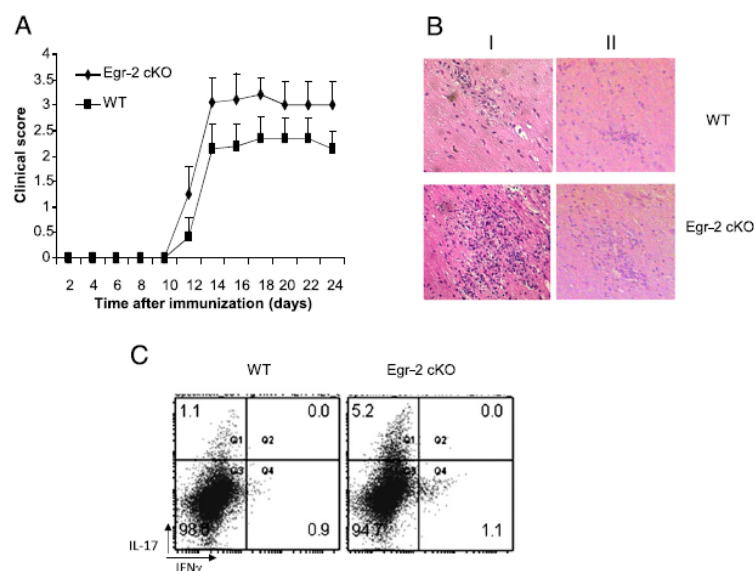 A
Egr-2 cKO
WT
Clinical score
4
3.5
3
2.5
2
1.5
1
0.5
0
2 4 6 8 10 12 14 16 18 20 22 24
Time after immunization (days)
B
I II
WT
Egr-2 cKO
C
WT Egr-2 cKO
1.1 0.0
Q1 Q2
Q3 Q4
0.9
5.2 0.0
Q1 Q2
Q3 Q4
94.7 1.1
IL-17
IFNγ